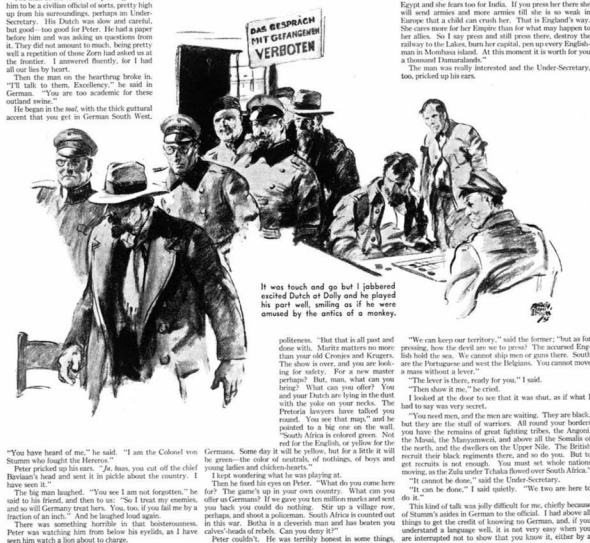 him to be a civilian official of sorts, pretty high
up from his surroundings, perhaps an Under-
Secretary. His Dutch was slow and careful,
but good—too good for Peter. He had a paper
before him and was asking us questions from
it. They did not amount to much, being pretty
well a repetition of those Zorn had asked us at
the frontier. I answered fluently, for I had
all our lies by heart.
Then the man on the hearthrug broke in.
"I'll talk to them, Excellency," he said in
German. "You are too academic for these
outland swine."
He began in the taal, with the thick guttural
accent that you get in German South West.
"You have heard of me," he said. "I am the Colonel von
Stumm who fought the Hereros."
Peter pricked up his ears. "Ja, Baas, you cut off the chief
Baviaan's head and sent it in pickle about the country. I
have seen it."
The big man laughed. "You see I am not forgotten," he
said to his friend, and then to us: "So I treat my enemies,
and so will Germany treat hers. You, too, if you fail me by a
fraction of an inch." And he laughed loud again.
There was something horrible in that boisterousness.
Peter was watching him from below his eyelids, as I have
seen him watch a lion about to charge.
DAS GESPRÄCH
MIT GEFANGENEN
VERBOTEN
It was touch and go but I jabbered
excited Dutch at Dolly and he played
his part well, smiling as if he were
amused by the antics of a monkey.
politeness. "But that is all past and
done with. Maritz matters no more
than your old Cronjes and Krugers.
The show is over, and you are look-
ing for safety. For a new master
perhaps? But, man, what can you
bring? What can you offer? You
and your Dutch are lying in the dust
with the yoke on your necks. The
Pretoria lawyers have talked you
round. You see that map," and he
pointed to a big one on the wall.
"South Africa is colored green. Not
red for the English, or yellow for the
Germans. Some day it will be yellow, but for a little it will
be green—the color of neutrals, of nothings, of boys and
young ladies and chicken-hearts."
I kept wondering what he was playing at.
Then he fixed his eyes on Peter. "What do you come here
for? The game's up in your own country. What can you
offer us Germans? If we gave you ten million marks and sent
you back you could do nothing. Stir up a village row,
perhaps, and shoot a policeman. South Africa is counted out
in this war. Botha is a cleverish man and has beaten you
calves'-heads of rebels. Can you deny it?"
Peter couldn't. He was terribly honest in some things,
Egypt and she fears too for India. If you press her there she
will send armies and more armies till she is so weak in
Europe that a child can crush her. That is England's way.
She cares more for her Empire than for what may happen to
her allies. So I say press and still press there, destroy the
railway to the Lakes, burn her capital, pen up every English-
man in Mombasa island. At this moment it is worth for you
a thousand Damaralands."
The man was really interested and the Under-Secretary,
too, pricked up his ears.
"We can keep our territory," said the former; "but as for
pressing, how the devil are we to press? The accursed Eng-
lish hold the sea. We cannot ship men or guns there. South
are the Portuguese and west the Belgians. You cannot move
a mass without a lever."
"The lever is there, ready for you," I said.
"Then show it me," he cried.
I looked at the door to see that it was shut, as if what I
had to say was very secret.
"You need men, and the men are waiting. They are black,
but they are the stuff of warriors. All round your borders
you have the remains of great fighting tribes, the Angoni,
the Masai, the Manyamwezi, and above all the Somalis of
the north, and the dwellers on the Upper Nile. The British
recruit their black regiments there, and so do you. But to
get recruits is not enough. You must set whole nations
moving, as the Zulu under Tchaka flowed over South Africa."
"It cannot be done," said the Under-Secretary.
"It can be done," I said quietly. "We two are here to
do it."
This kind of talk was jolly difficult for me, chiefly because
of Stumm's asides in German to the official. I had above all
things to get the credit of knowing no German, and, if you
understand a language well, it is not very easy when you
are interrupted not to show that you know it, either by a